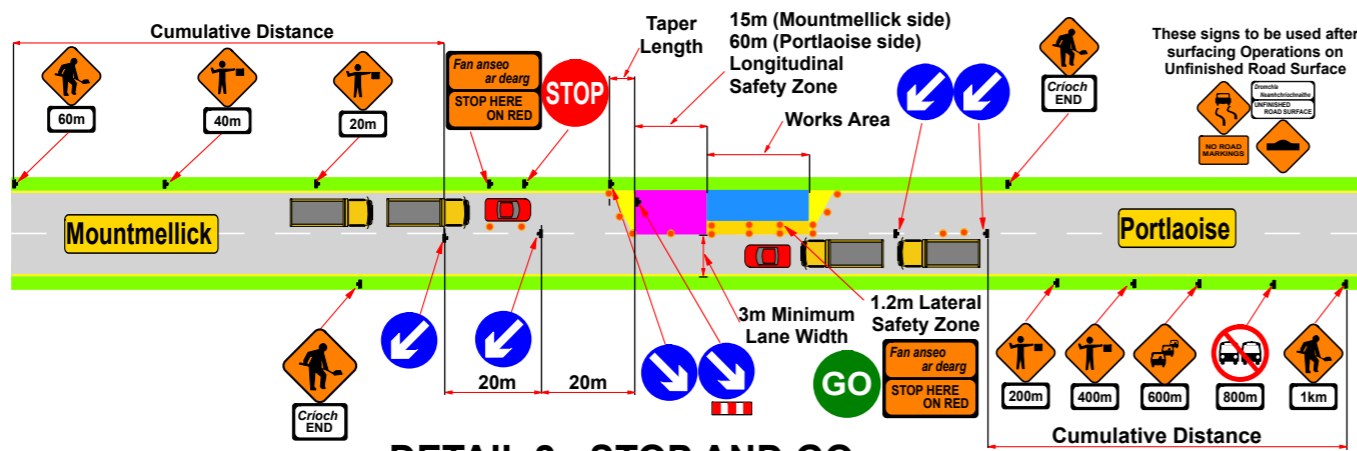 Cumulative Distance
60m
40m
20m
Fan anseo
ar dearg
STOP HERE
ON RED
STOP
Taper
Length
15m (Mountmellick side)
60m (Portlaoise side)
Longitudinal
Safety Zone
Works Area
Críoch
END
These signs to be used after
surfacing Operations on
Unfinished Road Surface
Dromchla
Neamhchríochnaithe
UNFINISHED
ROAD SURFACE
NO ROAD
MARKINGS
Mountmellick
Portlaoise
Críoch
END
20m
20m
3m Minimum
Lane Width
1.2m Lateral
Safety Zone
GO
Fan anseo
ar dearg
STOP HERE
ON RED
200m
400m
600m
800m
1km
Cumulative Distance